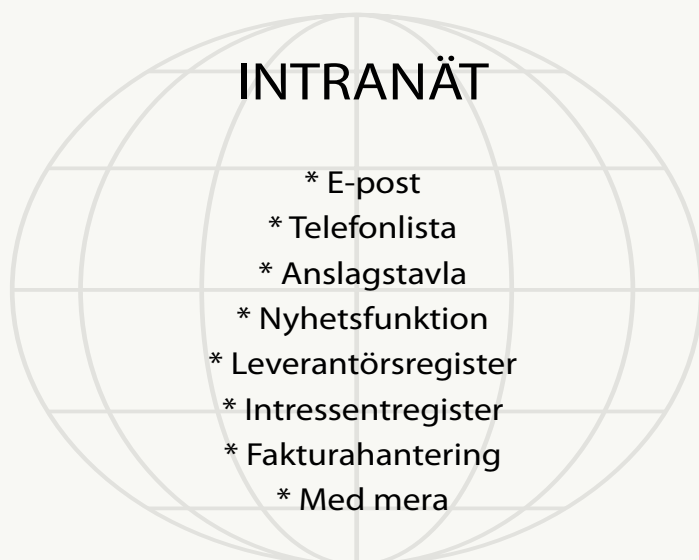 INTRANÄT
* E-post
* Telefonlista
* Anslagstavla
* Nyhetsfunktion
* Leverantörsregister
* Intressentregister
* Fakturahantering
* Med mera